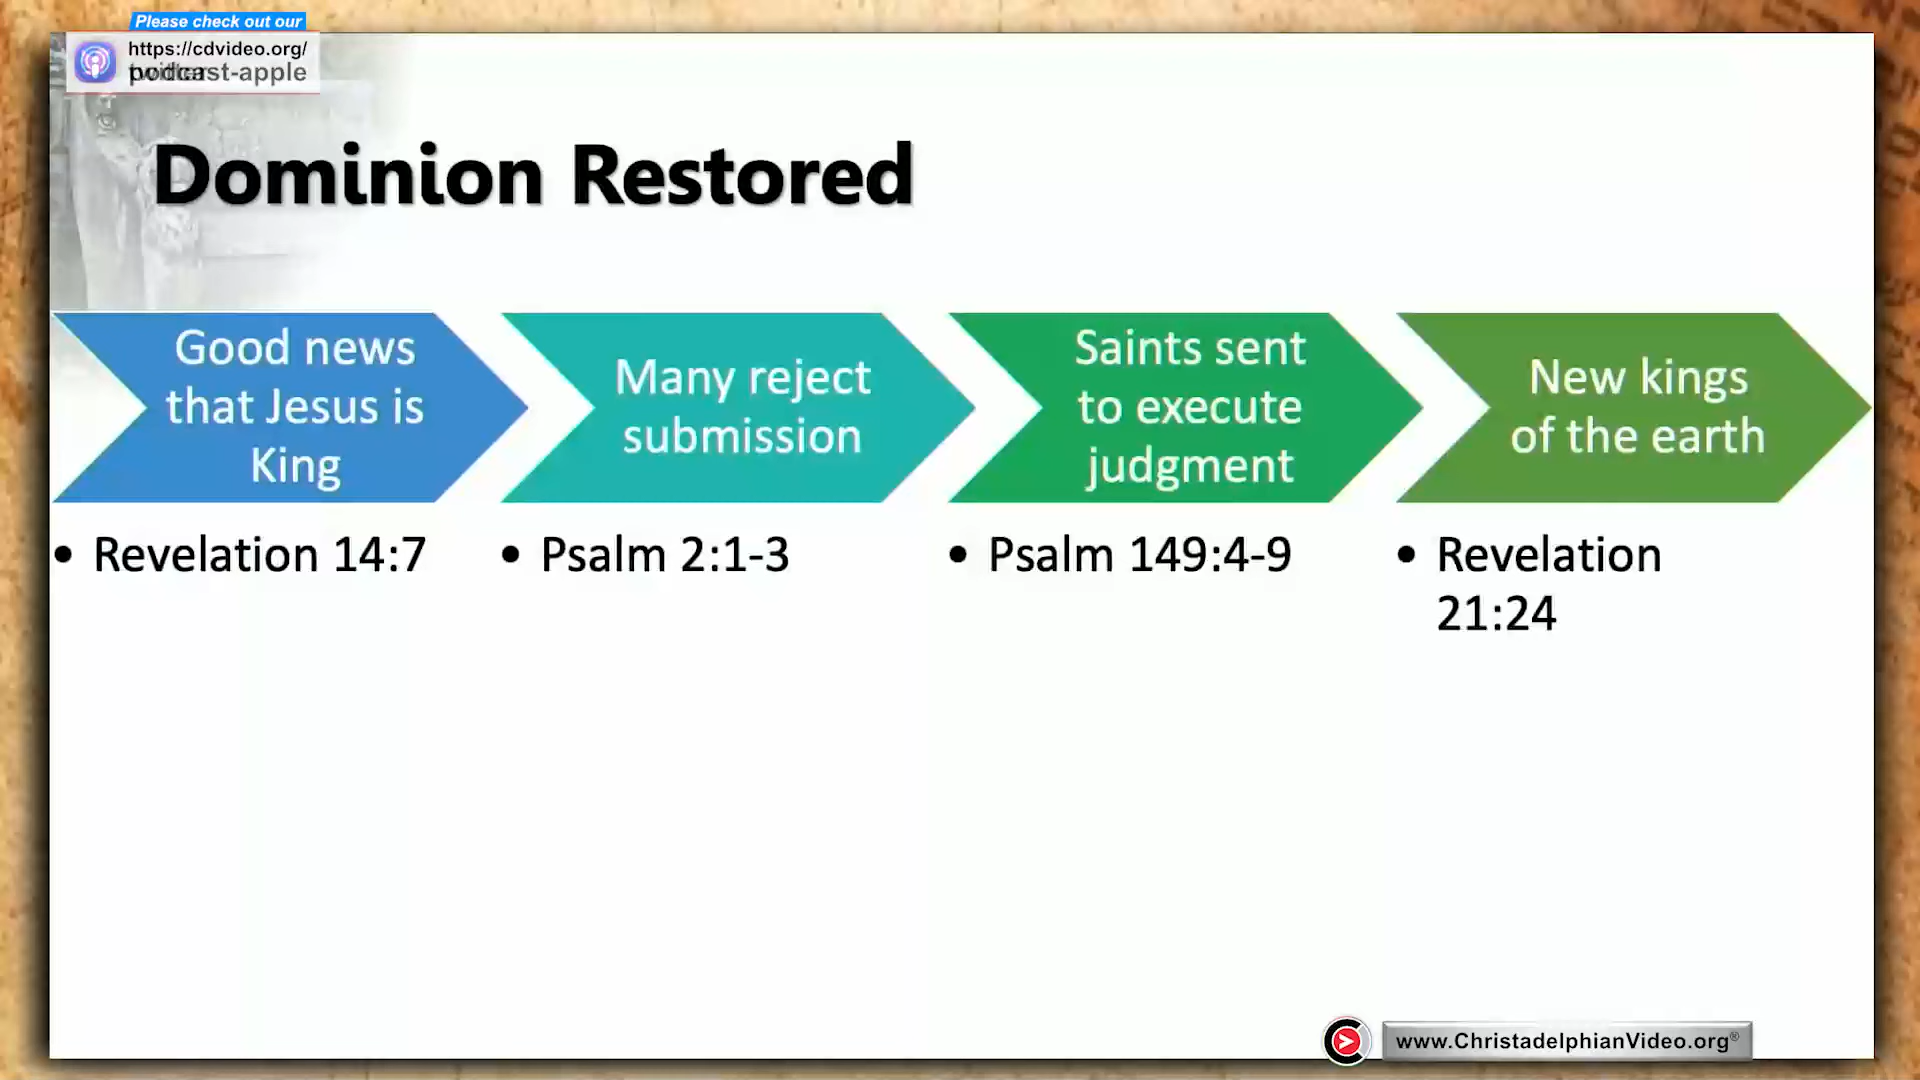 Please check out our
https://cdvideo.org/
podcast-apple
Dominion Restored
Good news
that Jesus is
King
Many reject
submission
Saints sent
to execute
judgment
New kings
of the earth
• Revelation 14:7
• Psalm 2:1-3
• Psalm 149:4-9
• Revelation
21:24
www.ChristadelphianVideo.org®